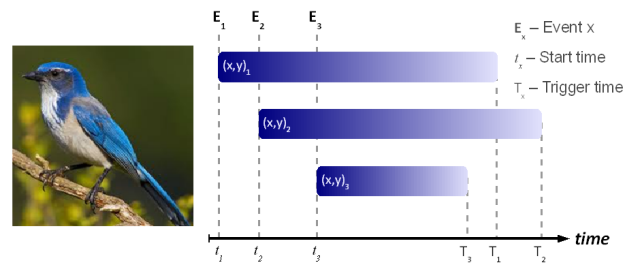 E1 E2 E3
Ex – Event x
tx – Start time
Tx – Trigger time
(x,y)1
(x,y)2
(x,y)3
time
t1 t2 t3 T3 T1 T2